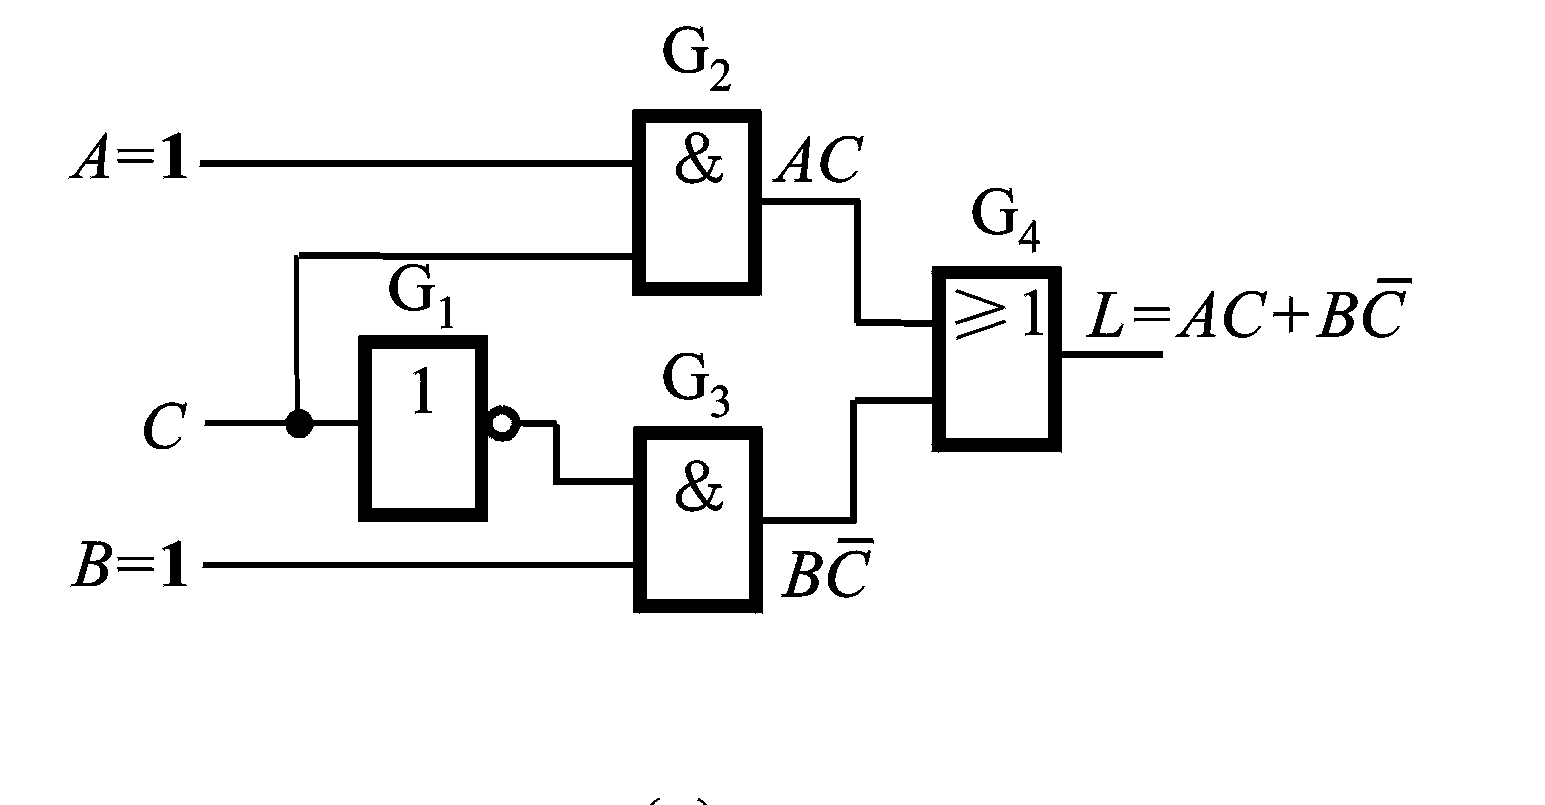 G₂
A=1
&
AC
G₄
G₁
≥1
L=AC+BC̅
1
G₃
C
&
B=1
BC̅